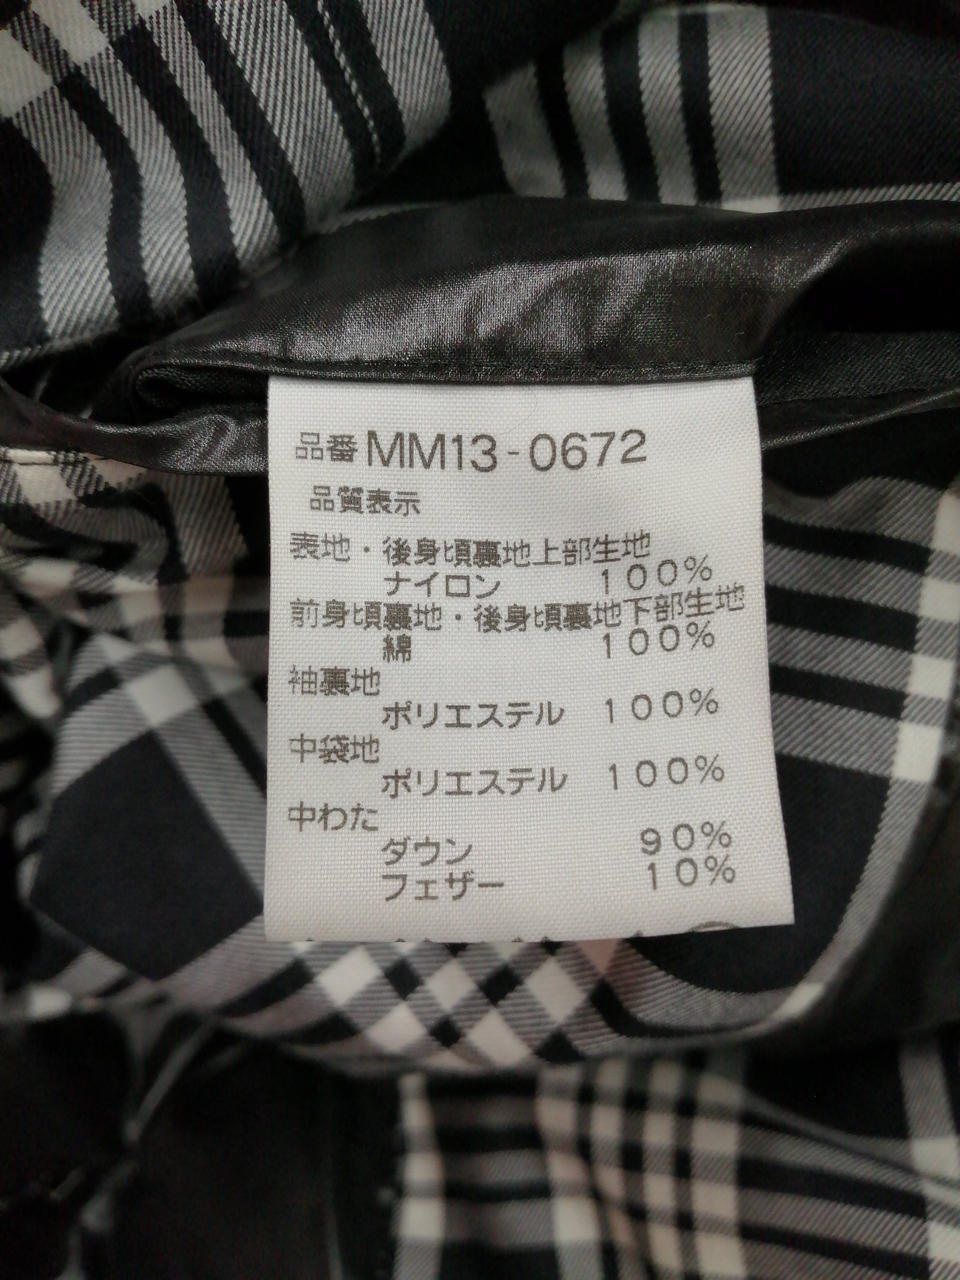 品番 MM13-0672
品質表示
表地・後身頃裏地上部生地
ナイロン 100%
前身頃裏地・後身頃裏地下部生地
綿 100%
袖裏地
ポリエステル 100%
中袋地
ポリエステル 100%
中わた
ダウン 90%
フェザー 10%